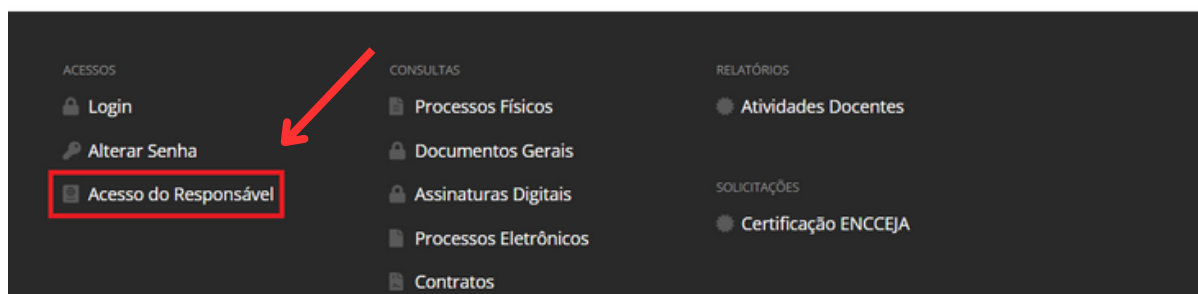 ACESSOS
Login
Alterar Senha
Acesso do Responsável
CONSULTAS
Processos Físicos
Documentos Gerais
Assinaturas Digitais
Processos Eletrônicos
Contratos
RELATÓRIOS
Atividades Docentes
SOLICITAÇÕES
Certificação ENCCEJA